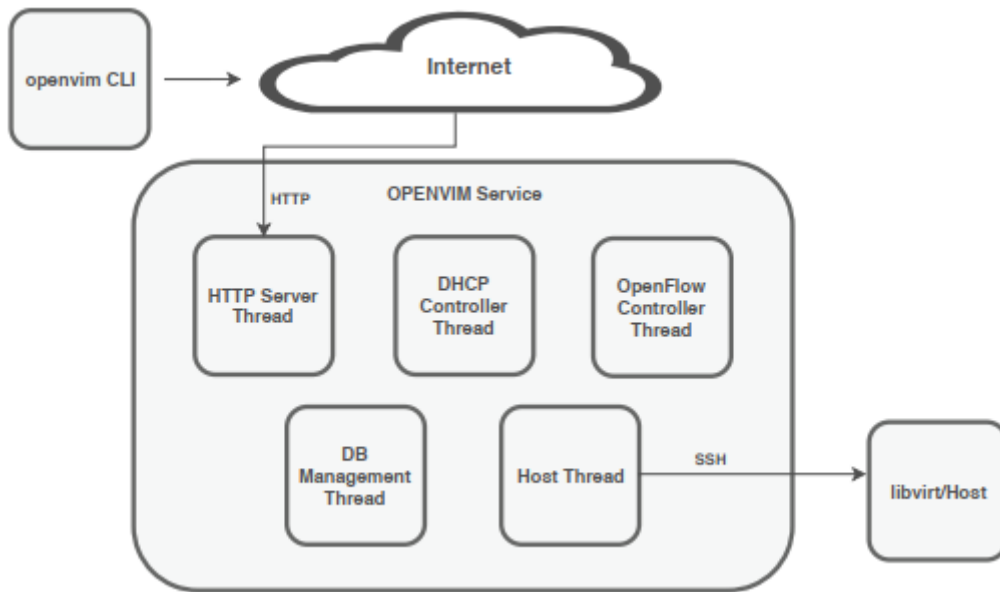 openvim CLI
Internet
HTTP
OPENVIM Service
HTTP Server
Thread
DHCP
Controller
Thread
OpenFlow
Controller
Thread
DB
Management
Thread
Host Thread
SSH
libvirt/Host